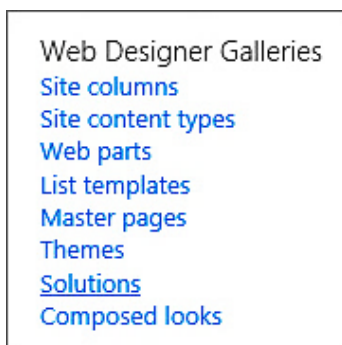 Web Designer Galleries
Site columns
Site content types
Web parts
List templates
Master pages
Themes
Solutions
Composed looks